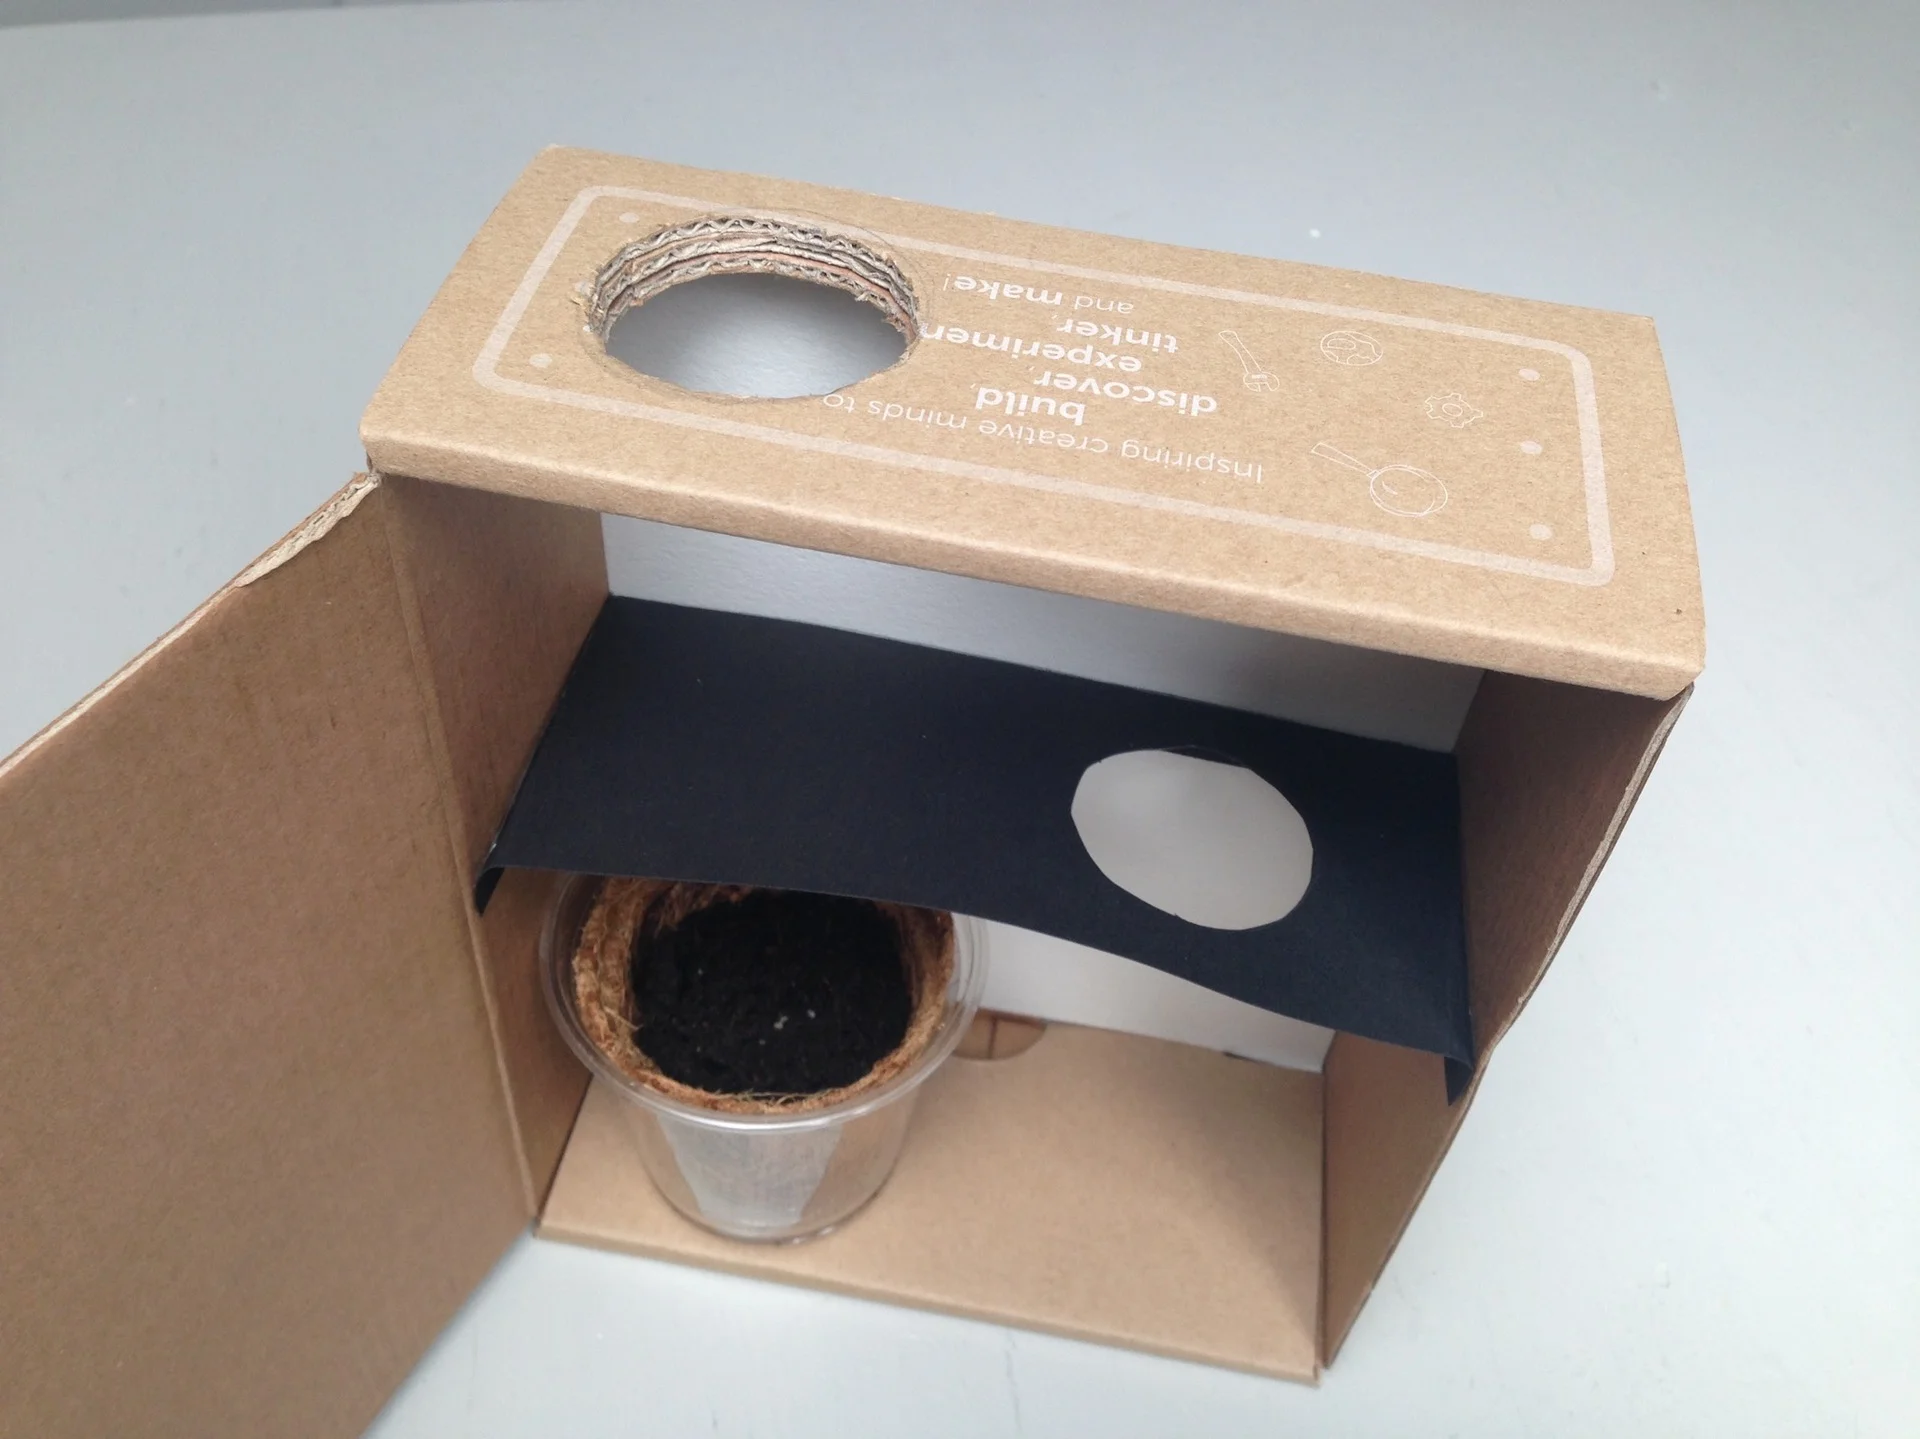 Inspiring creative minds to
build,
discover,
experimen
tinker,
and make!